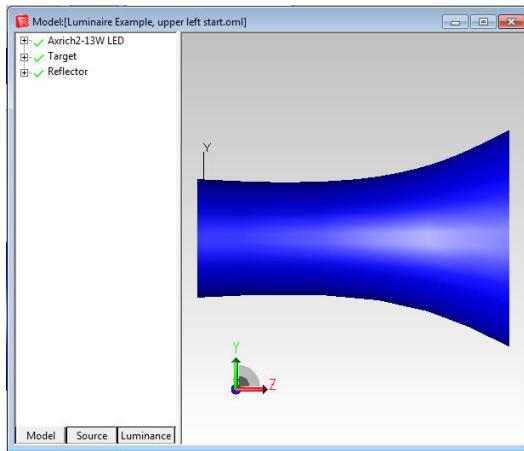 Model:[Luminaire Example, upper left start.oml]
Axrich2-13W LED
Target
Reflector
Y
Y
Z
Model Source Luminance